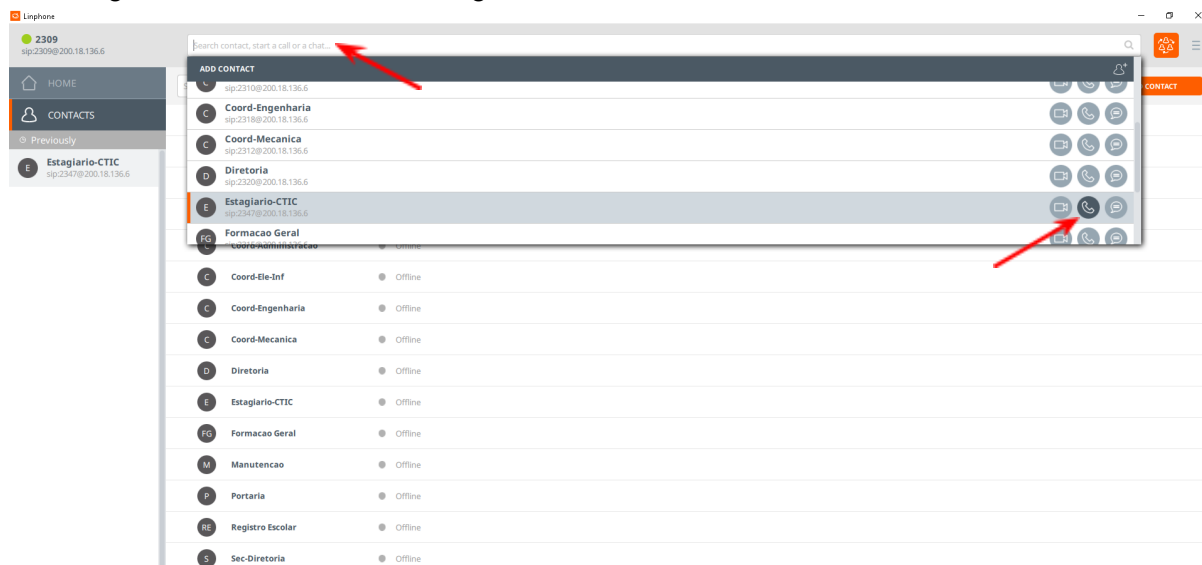 Linphone
2309
sip:2309@200.18.136.6
Search contact, start a call or a chat...
HOME
CONTACTS
Previously
E Estagiario-CTIC
sip:2347@200.18.136.6
ADD CONTACT
CONTACT
sip:2310@200.18.136.6
C Coord-Engenharia
sip:2318@200.18.136.6
C Coord-Mecanica
sip:2312@200.18.136.6
D Diretoria
sip:2320@200.18.136.6
E Estagiario-CTIC
sip:2347@200.18.136.6
FG Formacao Geral
C Coord-Administracao Offline
C Coord-Ele-Inf Offline
C Coord-Engenharia Offline
C Coord-Mecanica Offline
D Diretoria Offline
E Estagiario-CTIC Offline
FG Formacao Geral Offline
M Manutencao Offline
P Portaria Offline
RE Registro Escolar Offline
S Sec-Diretoria Offline